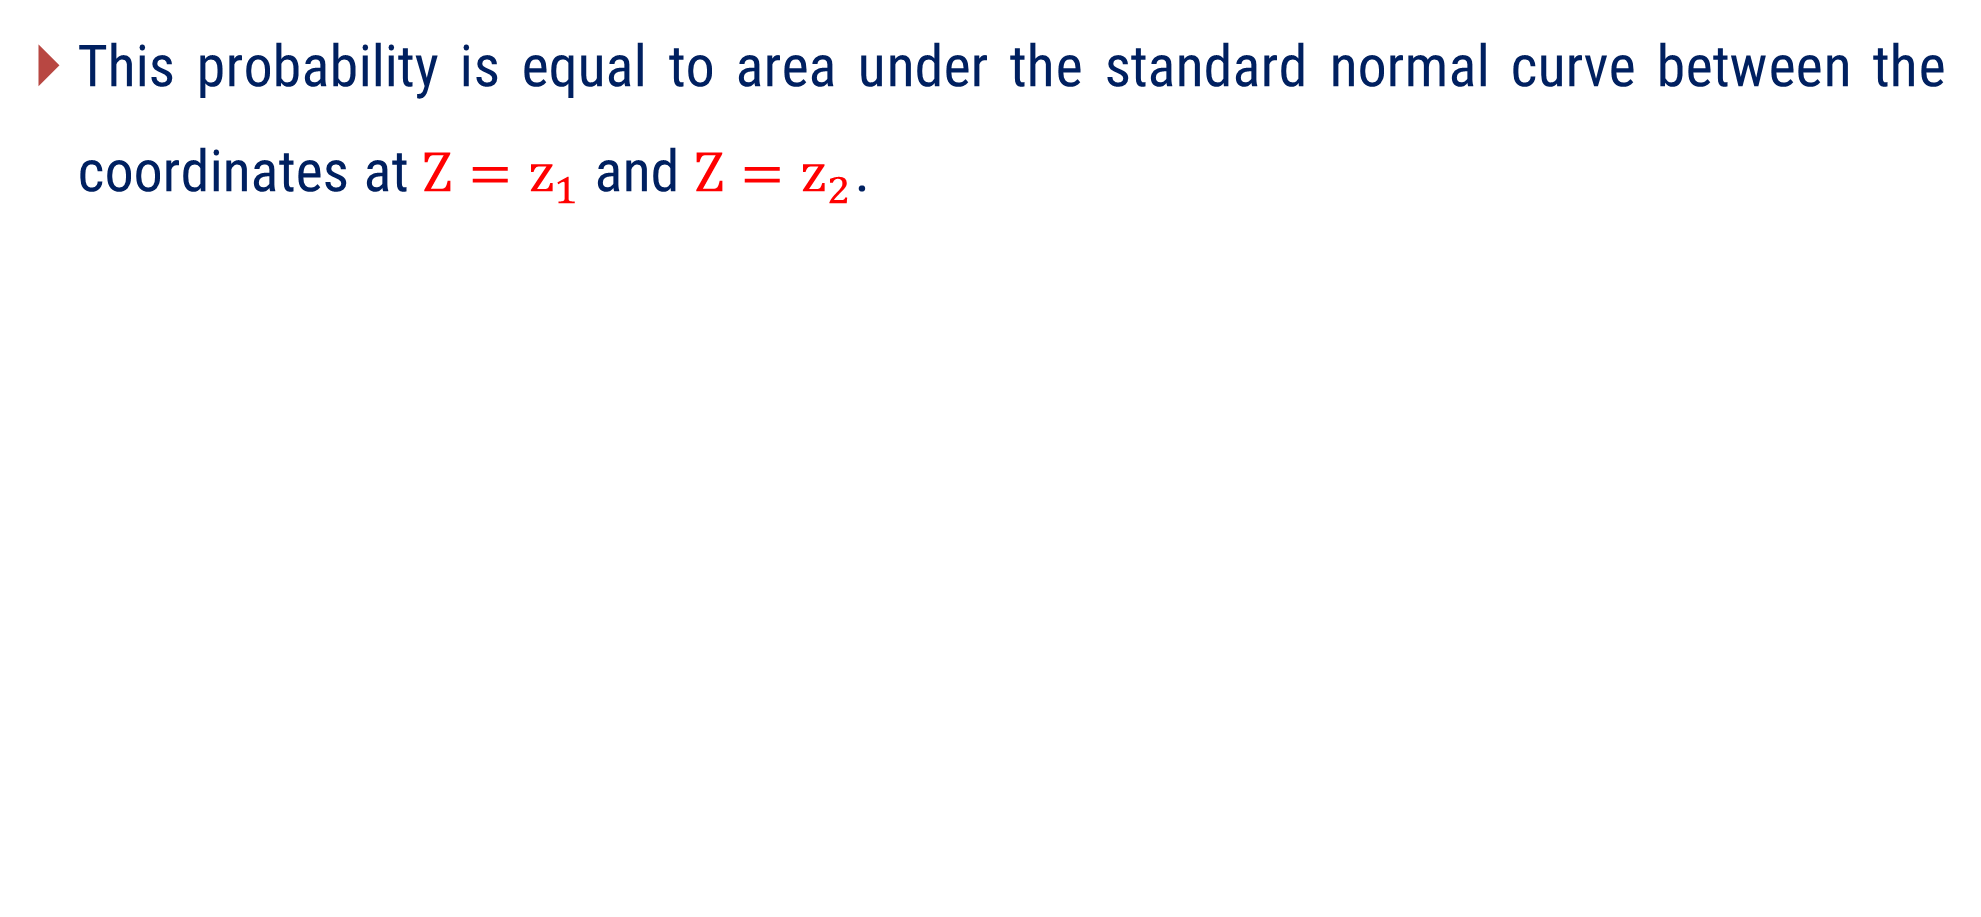 This probability is equal to area under the standard normal curve between the
coordinates at Z = z₁ and Z = z₂.